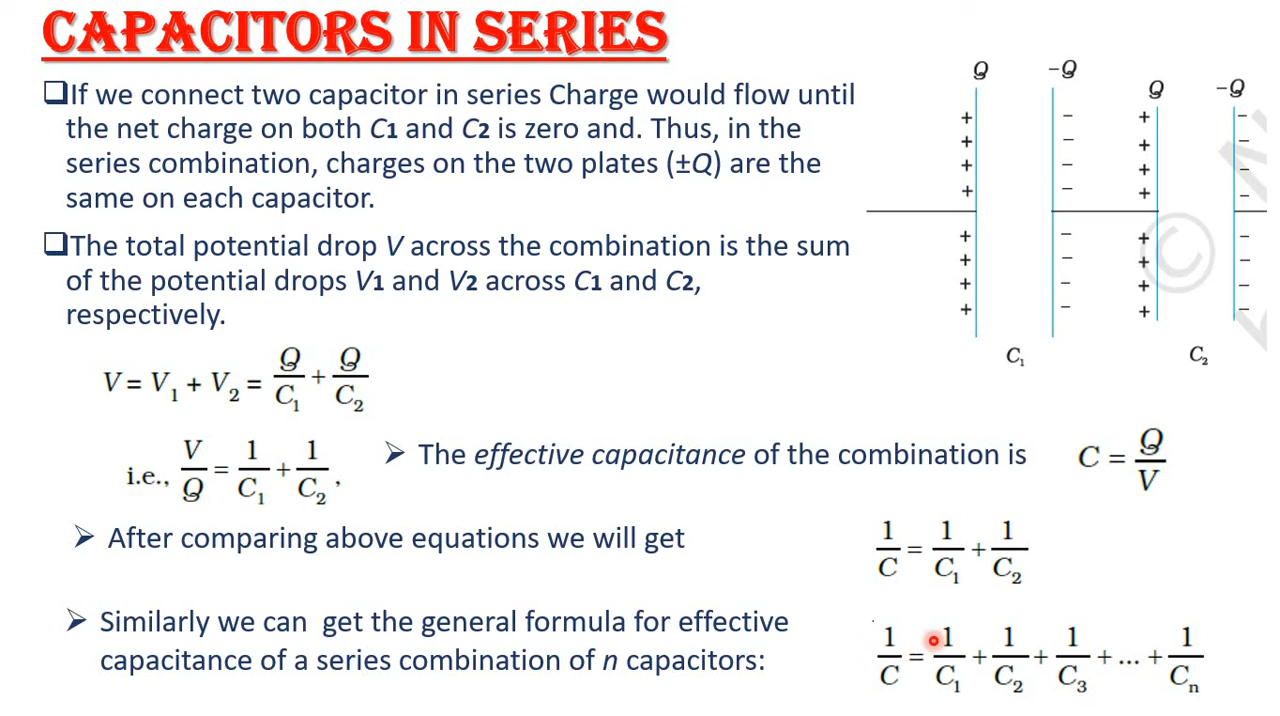 CAPACITORS IN SERIES
❑If we connect two capacitor in series Charge would flow until
the net charge on both C1 and C2 is zero and. Thus, in the
series combination, charges on the two plates (±Q) are the
same on each capacitor.
❑The total potential drop V across the combination is the sum
of the potential drops V1 and V2 across C1 and C2,
respectively.
V = V₁ + V₂ = Q/C₁ + Q/C₂
i.e., V/Q = 1/C₁ + 1/C₂ ,
➢ The effective capacitance of the combination is C = Q/V
➢ After comparing above equations we will get 1/C = 1/C₁ + 1/C₂
➢ Similarly we can get the general formula for effective
capacitance of a series combination of n capacitors:
1/C = 1/C₁ + 1/C₂ + 1/C₃ + ... + 1/Cₙ
Q −Q Q −Q
+ − + −
+ − + −
+ − + −
+ − + −
+ − + −
+ − + −
+ − + −
+ − + −
C₁ C₂
©